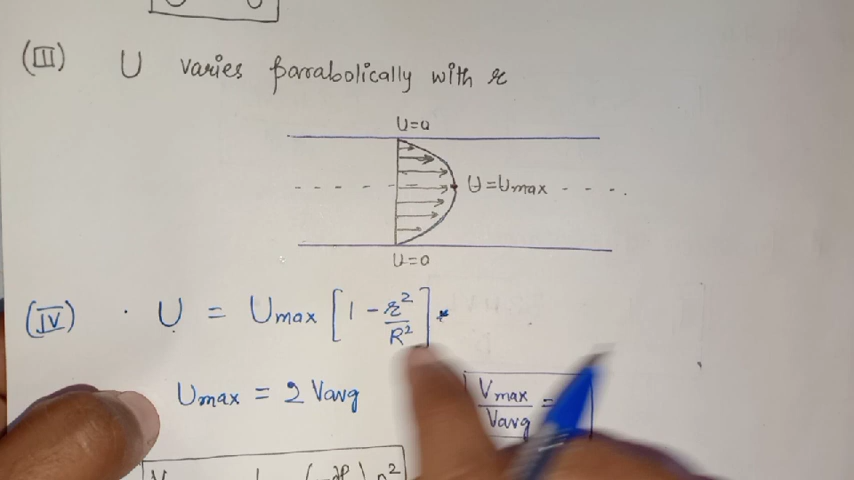 (III) U varies parabolically with r
U=0
U=Umax
U=0
(IV) U = Umax [1 - r²/R²]
Umax = 2 Vavg
Vmax/Vavg =